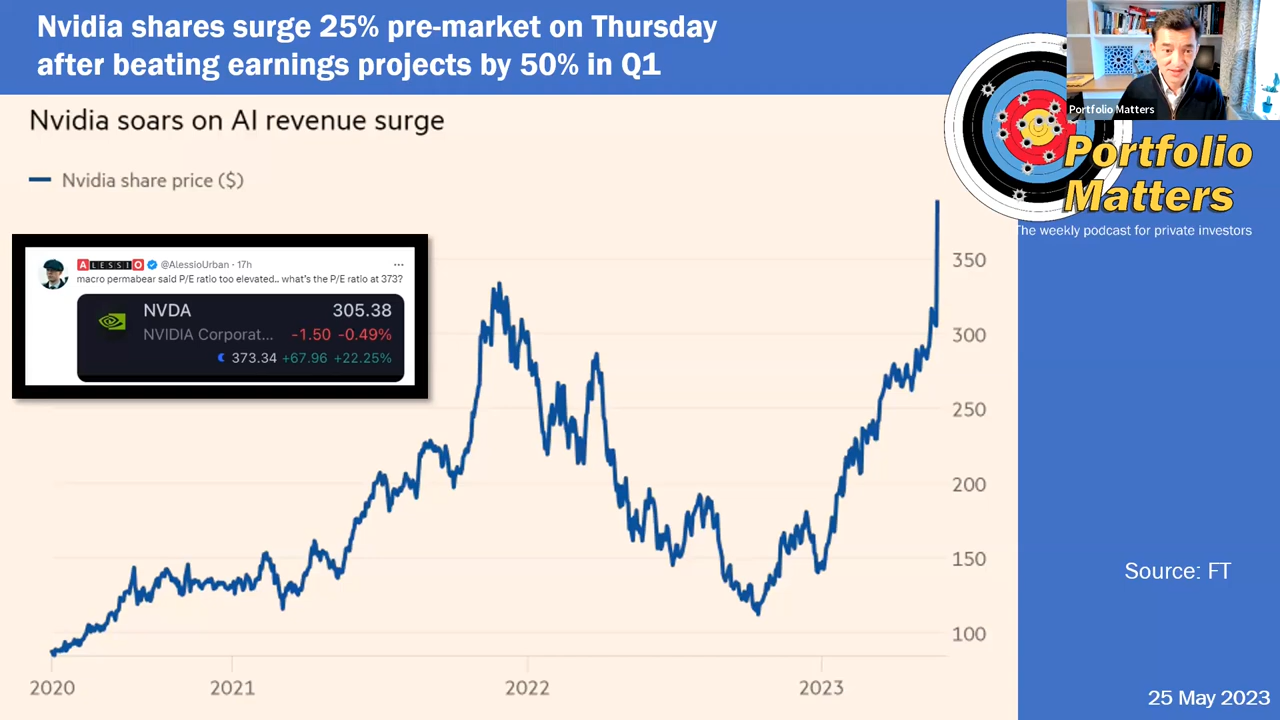 Nvidia shares surge 25% pre-market on Thursday
after beating earnings projects by 50% in Q1
Portfolio Matters
Portfolio
Matters
The weekly podcast for private investors
Nvidia soars on AI revenue surge
Nvidia share price ($)
ALESSIO @AlessioUrban · 17h
macro permabear said P/E ratio too elevated.. what's the P/E ratio at 373?
NVDA 305.38
NVIDIA Corporat... -1.50 -0.49%
373.34 +67.96 +22.25%
350
300
250
200
150
100
2020 2021 2022 2023
Source: FT
25 May 2023